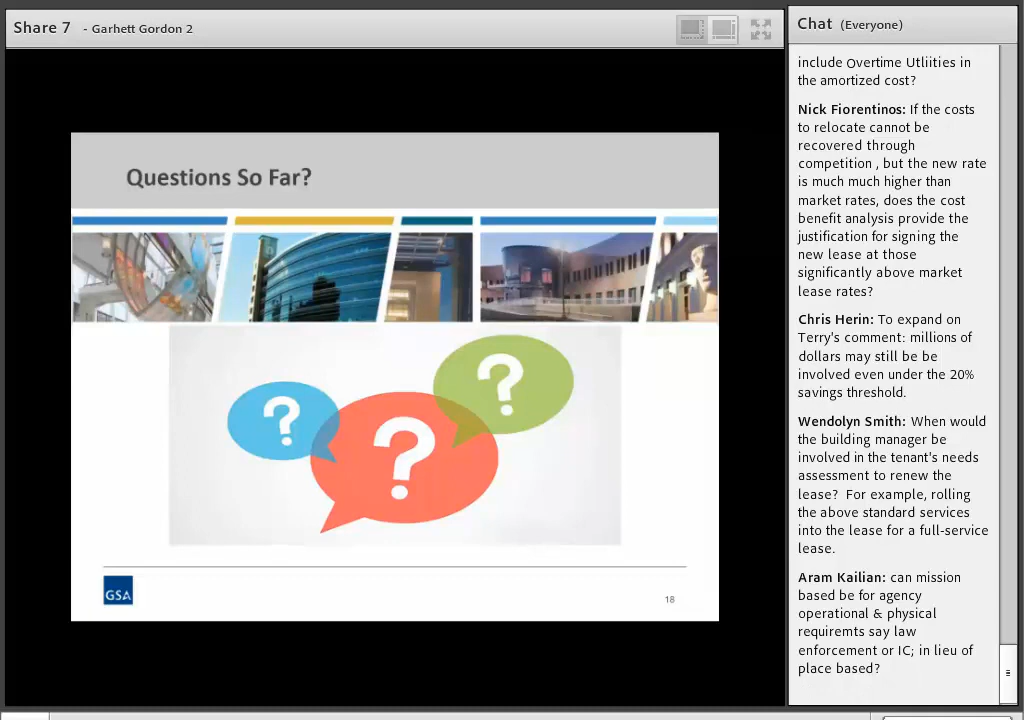 Share 7 - Garhett Gordon 2
Questions So Far?
?
?
?
GSA
18
Chat (Everyone)
include Overtime Utliities in
the amortized cost?
Nick Fiorentinos: If the costs
to relocate cannot be
recovered through
competition , but the new rate
is much much higher than
market rates, does the cost
benefit analysis provide the
justification for signing the
new lease at those
significantly above market
lease rates?
Chris Herin: To expand on
Terry's comment: millions of
dollars may still be be
involved even under the 20%
savings threshold.
Wendolyn Smith: When would
the building manager be
involved in the tenant's needs
assessment to renew the
lease?  For example, rolling
the above standard services
into the lease for a full-service
lease.
Aram Kailian: can mission
based be for agency
operational & physical
requiremts say law
enforcement or IC; in lieu of
place based?